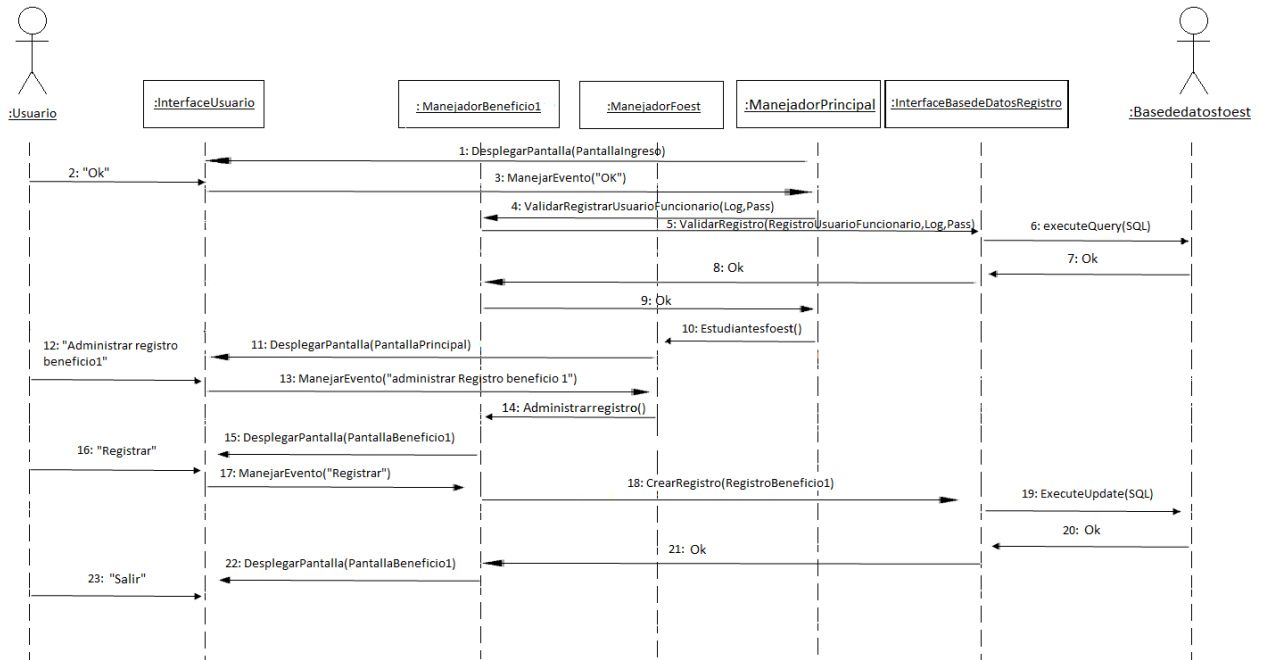 :Usuario
:InterfaceUsuario
: ManejadorBeneficio1
:ManejadorFoest
:ManejadorPrincipal
:InterfaceBasedeDatosRegistro
:Basededatosfoest
1: DesplegarPantalla(PantallaIngreso)
2: "Ok"
3: ManejarEvento("OK")
4: ValidarRegistrarUsuarioFuncionario(Log,Pass)
5: ValidarRegistro(RegistroUsuarioFuncionario,Log,Pass)
6: executeQuery(SQL)
7: Ok
8: Ok
9: Ok
10: Estudiantesfoest()
11: DesplegarPantalla(PantallaPrincipal)
12: "Administrar registro
beneficio1"
13: ManejarEvento("administrar Registro beneficio 1")
14: Administrarregistro()
15: DesplegarPantalla(PantallaBeneficio1)
16: "Registrar"
17: ManejarEvento("Registrar")
18: CrearRegistro(RegistroBeneficio1)
19: ExecuteUpdate(SQL)
20: Ok
21: Ok
22: DesplegarPantalla(PantallaBeneficio1)
23: "Salir"